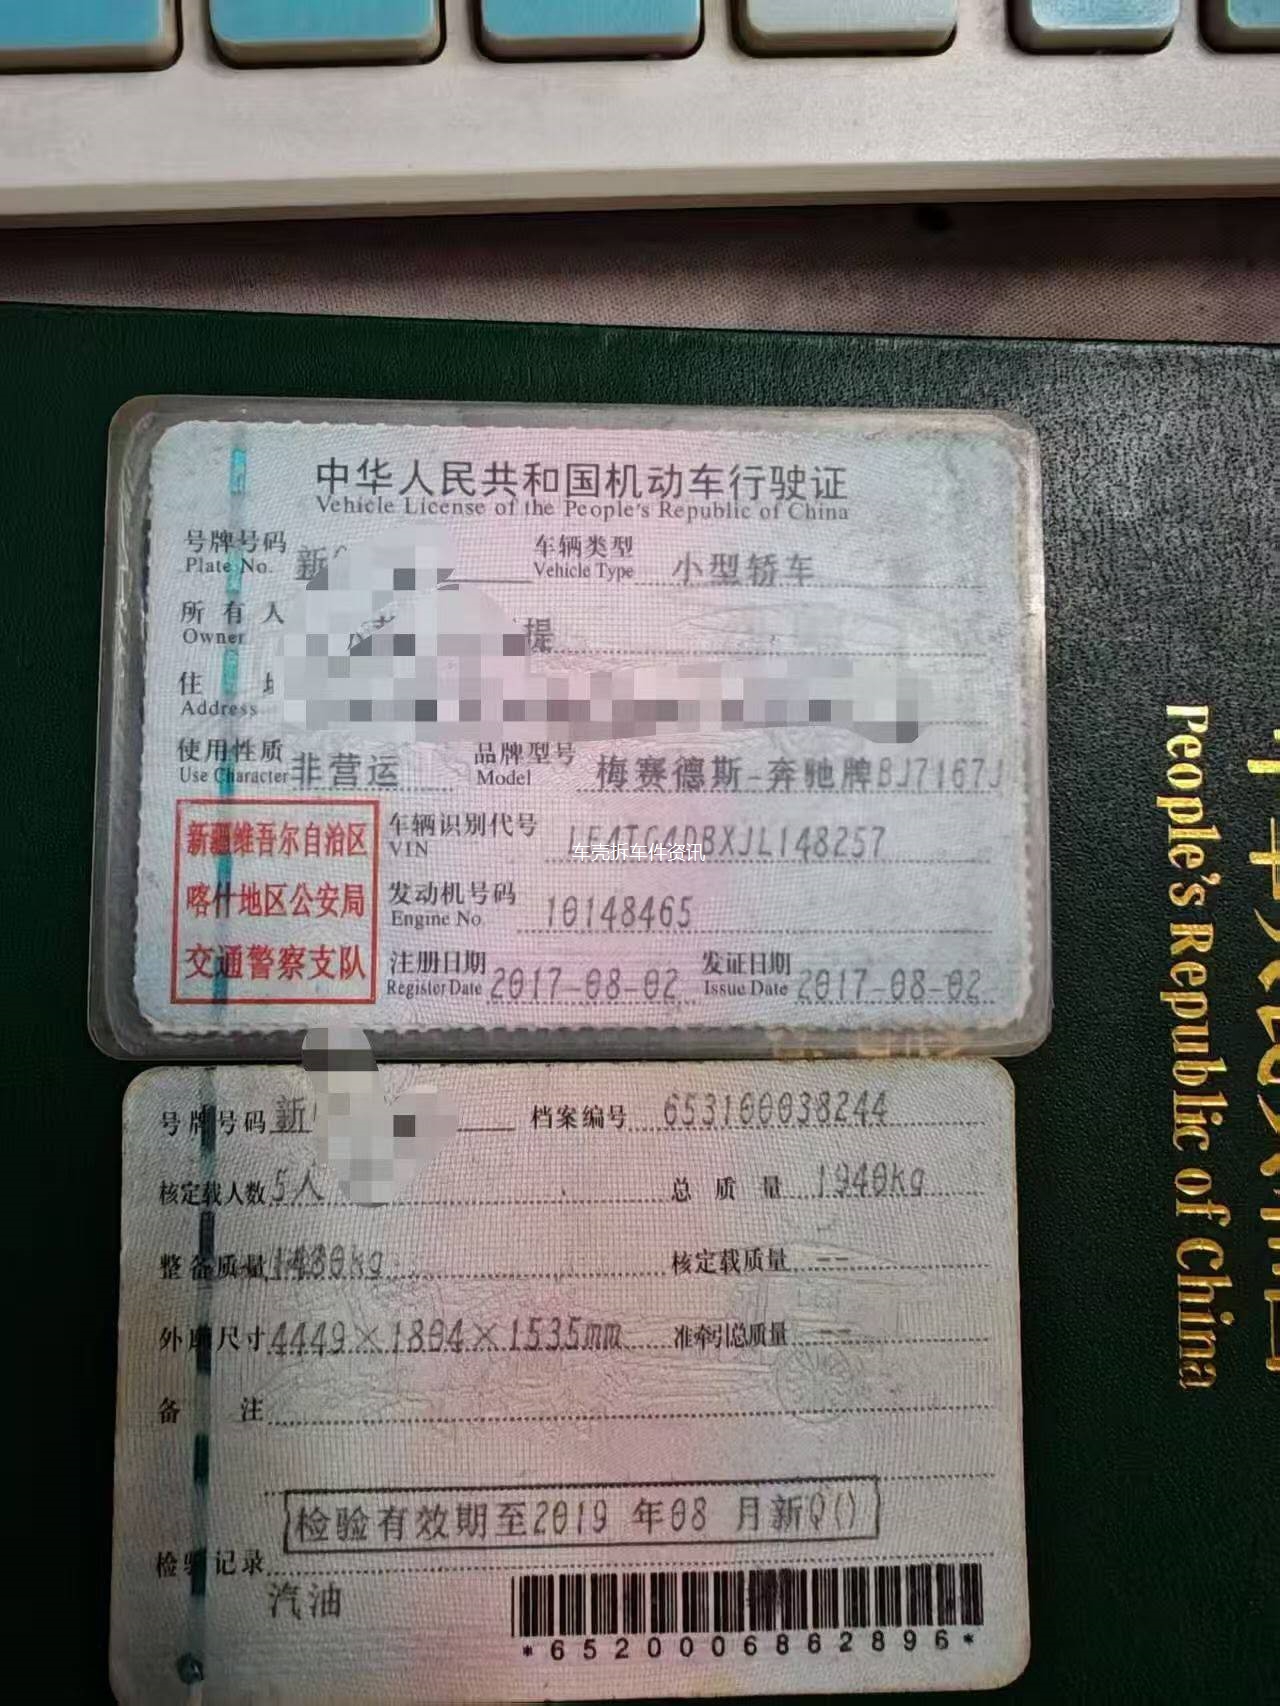 中华人民共和国机动车行驶证
Vehicle License of the People's Republic of China
号牌号码 新 车辆类型 小型轿车
Plate No. Vehicle Type
所有人 提
Owner
住
Address
使用性质 非营运 品牌型号 梅赛德斯-奔驰牌BJ7167J
Use Character Model
新疆维吾尔自治区
喀什地区公安局
交通警察支队
车辆识别代号
VIN
车壳拆车件资讯
发动机号码 10148465
Engine No.
注册日期 2017-08-02 发证日期 2017-08-02
Register Date Issue Date
号牌号码 新 档案编号 653100038244
核定载人数 5人 总质量 1940kg
整备质量 1480kg 核定载质量 --
外廓尺寸 4449×1804×1535mm 准牵引总质量 --
备注
检验有效期至2019 年08 月新Q()
检验记录
汽油
*6520006862896*
People's Republic of China